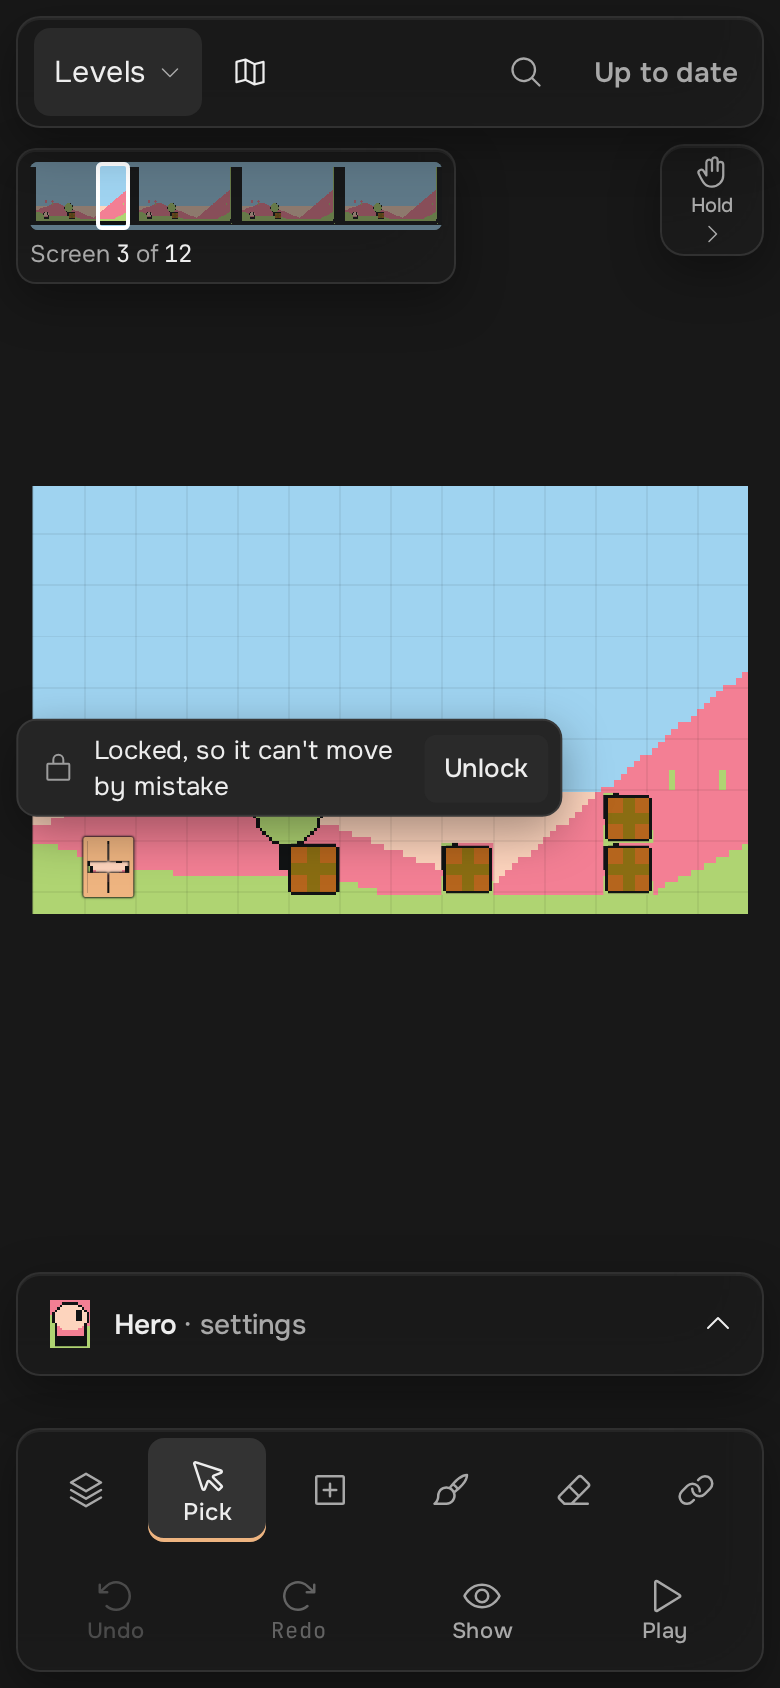 Levels
Up to date
Screen 3 of 12
Hold
Locked, so it can't move
by mistake
Unlock
Hero · settings
Pick
Undo
Redo
Show
Play